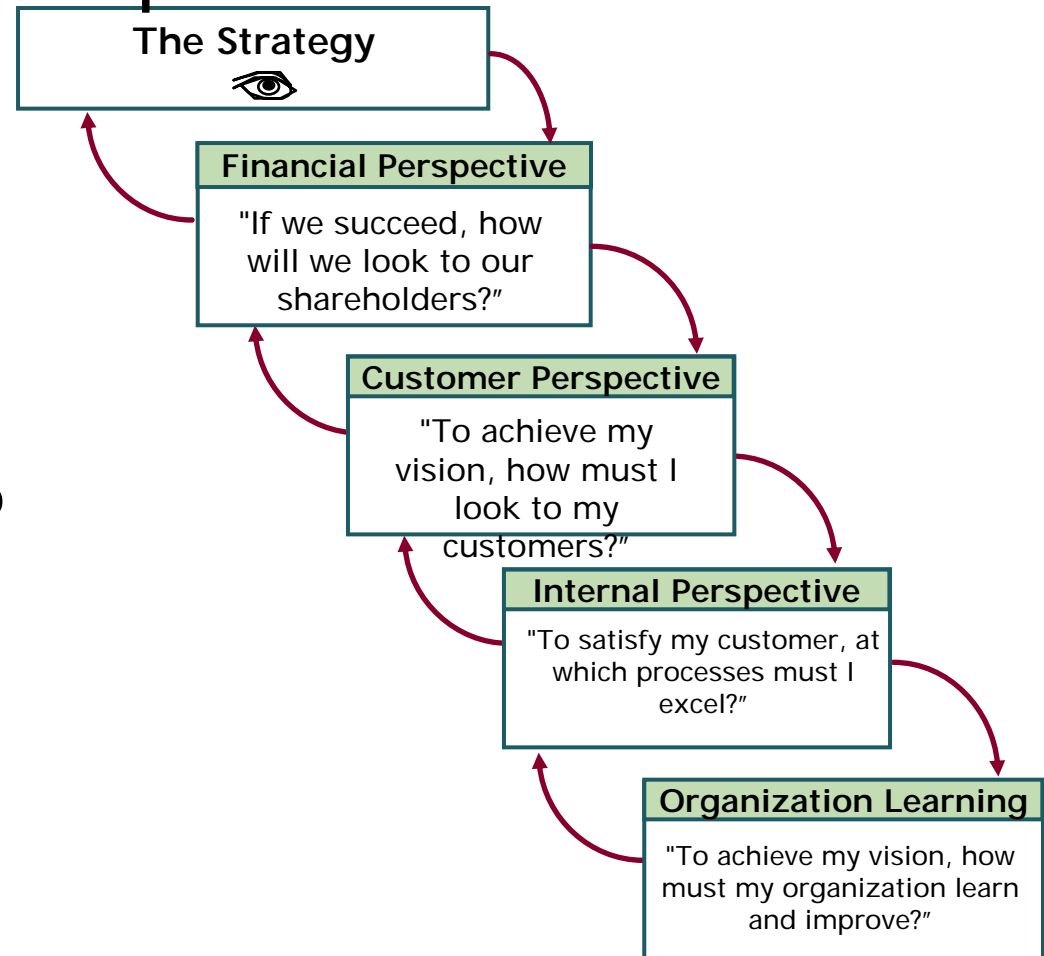 The Strategy
Financial Perspective
"If we succeed, how
will we look to our
shareholders?”
Customer Perspective
"To achieve my
vision, how must I
look to my
customers?”
Internal Perspective
"To satisfy my customer, at
which processes must I
excel?”
Organization Learning
"To achieve my vision, how
must my organization learn
and improve?”